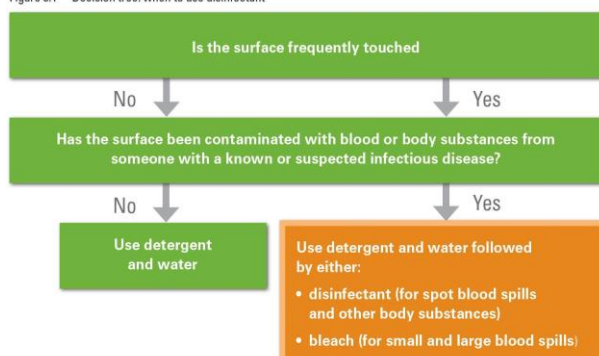 Is the surface frequently touched
No
Yes
Has the surface been contaminated with blood or body substances from
someone with a known or suspected infectious disease?
No
Yes
Use detergent
and water
Use detergent and water followed
by either:
• disinfectant (for spot blood spills
and other body substances)
• bleach (for small and large blood spills)